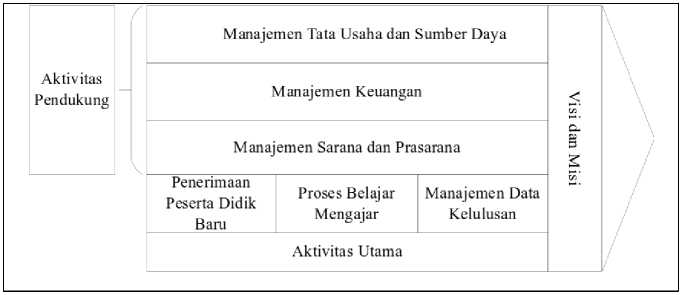 Aktivitas
Pendukung
Manajemen Tata Usaha dan Sumber Daya
Manajemen Keuangan
Manajemen Sarana dan Prasarana
Penerimaan
Peserta Didik
Baru
Proses Belajar
Mengajar
Manajemen Data
Kelulusan
Aktivitas Utama
Visi dan Misi